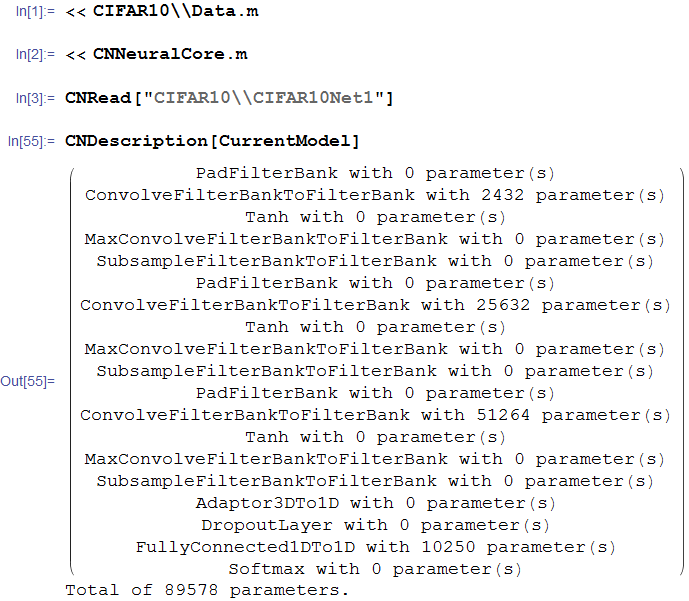 In[1]:= << CIFAR10\\Data.m
In[2]:= << CNNeuralCore.m
In[3]:= CNRead["CIFAR10\\CIFAR10Net1"]
In[55]:= CNDescription[CurrentModel]
PadFilterBank with 0 parameter(s)
ConvolveFilterBankToFilterBank with 2432 parameter(s)
Tanh with 0 parameter(s)
MaxConvolveFilterBankToFilterBank with 0 parameter(s)
SubsampleFilterBankToFilterBank with 0 parameter(s)
PadFilterBank with 0 parameter(s)
ConvolveFilterBankToFilterBank with 25632 parameter(s)
Tanh with 0 parameter(s)
MaxConvolveFilterBankToFilterBank with 0 parameter(s)
SubsampleFilterBankToFilterBank with 0 parameter(s)
Out[55]= PadFilterBank with 0 parameter(s)
ConvolveFilterBankToFilterBank with 51264 parameter(s)
Tanh with 0 parameter(s)
MaxConvolveFilterBankToFilterBank with 0 parameter(s)
SubsampleFilterBankToFilterBank with 0 parameter(s)
Adaptor3DTo1D with 0 parameter(s)
DropoutLayer with 0 parameter(s)
FullyConnected1DTo1D with 10250 parameter(s)
Softmax with 0 parameter(s)
Total of 89578 parameters.